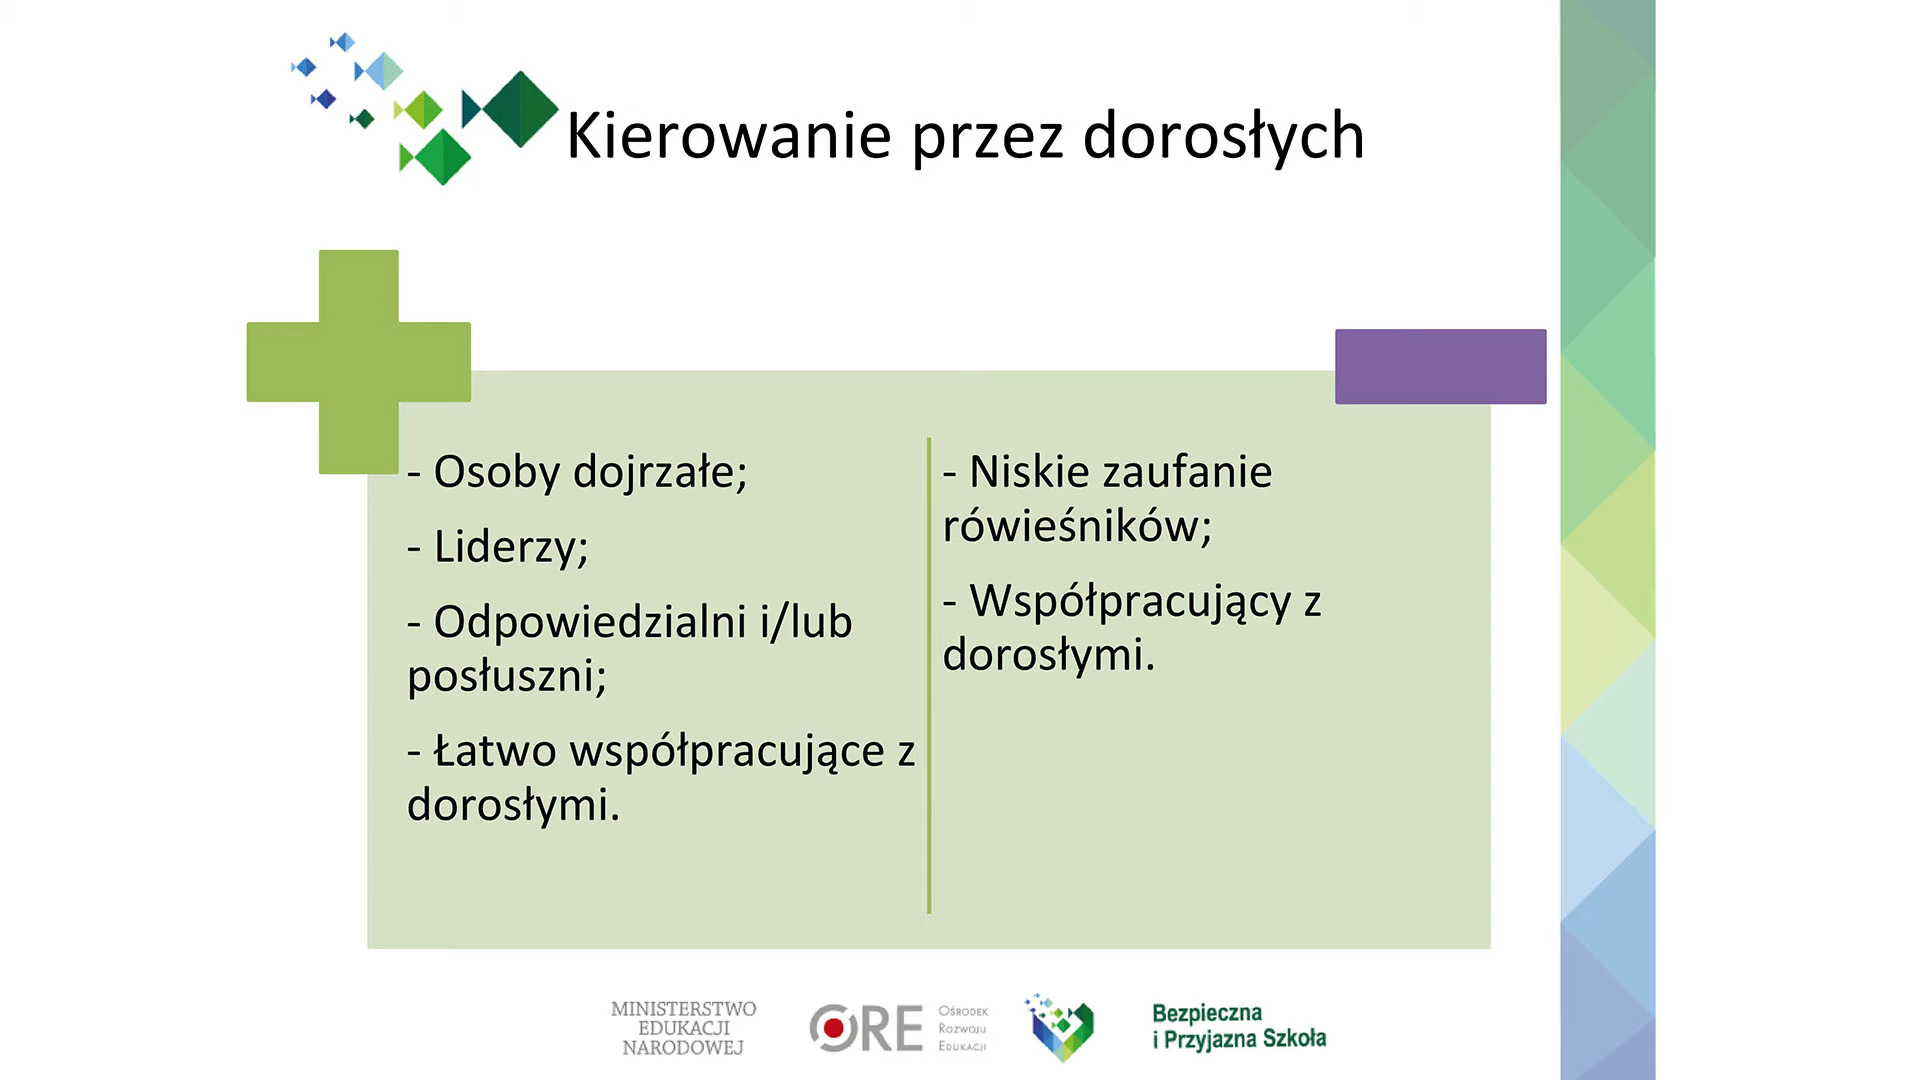 Kierowanie przez dorosłych
- Osoby dojrzałe;
- Liderzy;
- Odpowiedzialni i/lub
posłuszni;
- Łatwo współpracujące z
dorosłymi.
- Niskie zaufanie
rówieśników;
- Współpracujący z
dorosłymi.
MINISTERSTWO
EDUKACJI
NARODOWEJ
ORE
OŚRODEK
ROZWOJU
EDUKACJI
Bezpieczna
i Przyjazna Szkoła